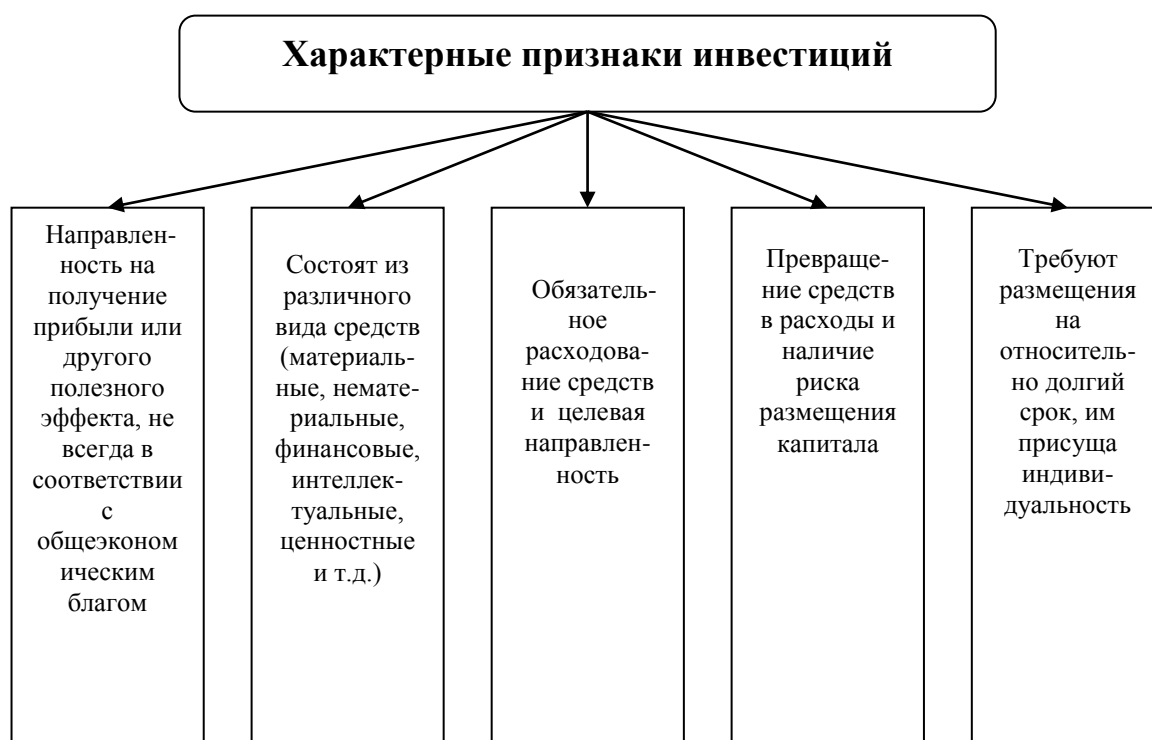 Характерные признаки инвестиций
Направлен-
ность на
получение
прибыли или
другого
полезного
эффекта, не
всегда в
соответствии
с
общеэконом
ическим
благом
Состоят из
различного
вида средств
(материаль-
ные, немате-
риальные,
финансовые,
интеллек-
туальные,
ценностные
и т.д.)
Обязатель-
ное
расходова-
ние средств
и целевая
направлен-
ность
Превраще-
ние средств
в расходы и
наличие
риска
размещения
капитала
Требуют
размещения
на
относитель-
но долгий
срок, им
присуща
индиви-
дуальность